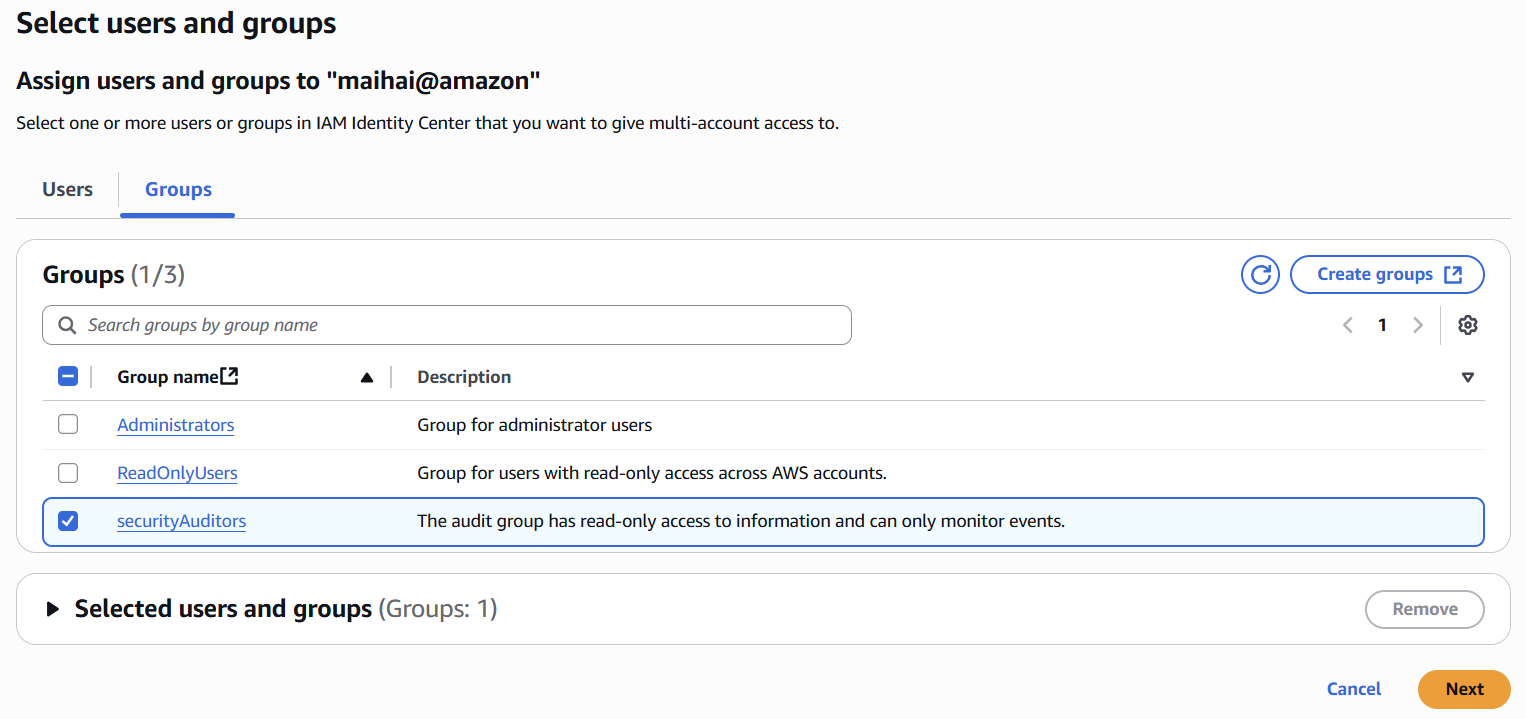 Select users and groups
Assign users and groups to "maihai@amazon"
Select one or more users or groups in IAM Identity Center that you want to give multi-account access to.
Users
Groups
Groups (1/3)
Create groups
Search groups by group name
1
Group name
Description
Administrators
Group for administrator users
ReadOnlyUsers
Group for users with read-only access across AWS accounts.
securityAuditors
The audit group has read-only access to information and can only monitor events.
Selected users and groups (Groups: 1)
Remove
Cancel
Next